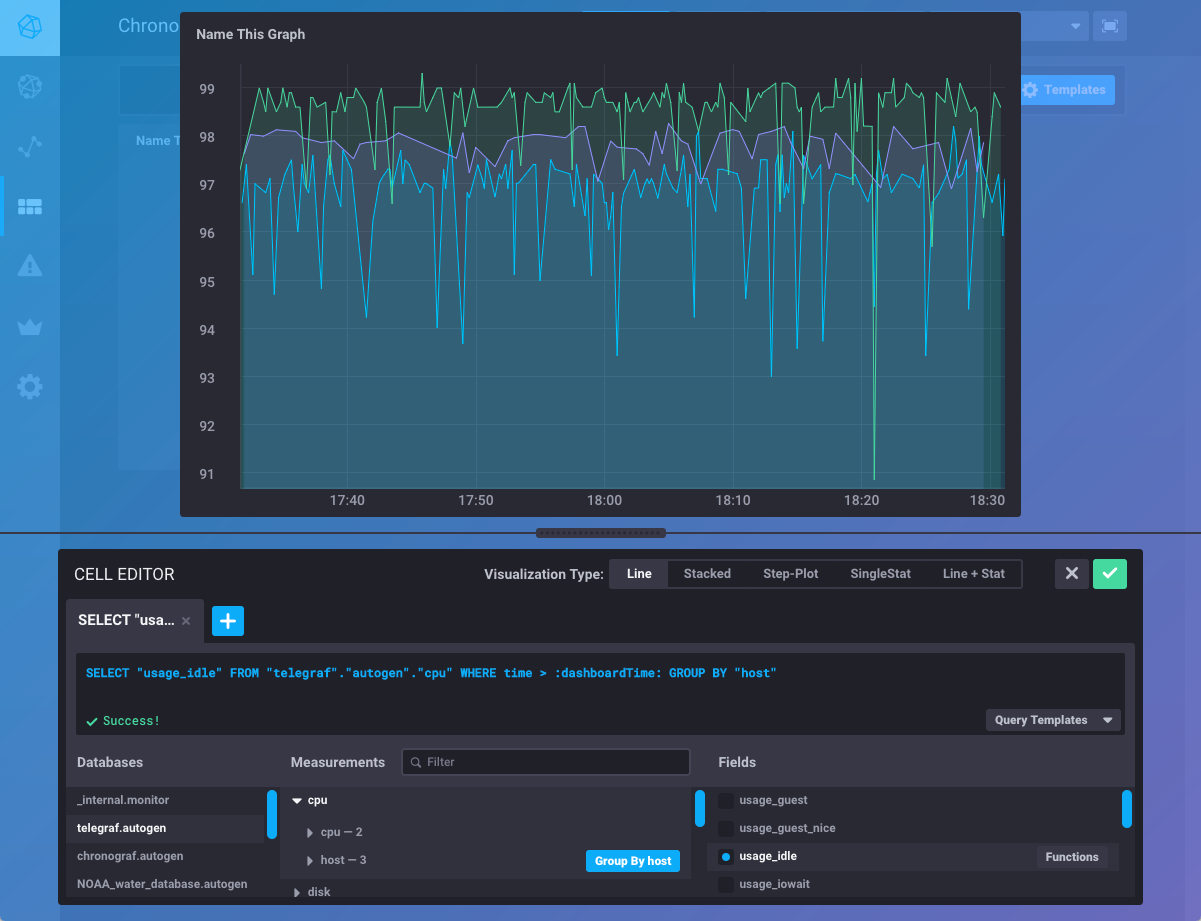 Chrono
Name This Graph
Templates
Name T
99
98
97
96
95
94
93
92
91
17:40 17:50 18:00 18:10 18:20 18:30
CELL EDITOR
Visualization Type: Line Stacked Step-Plot SingleStat Line + Stat
SELECT "usa...
SELECT "usage_idle" FROM "telegraf"."autogen"."cpu" WHERE time > :dashboardTime: GROUP BY "host"
Success!
Query Templates
Databases Measurements Filter Fields
_internal.monitor cpu usage_guest
telegraf.autogen cpu — 2 usage_guest_nice
chronograf.autogen host — 3 Group By host usage_idle Functions
NOAA_water_database.autogen disk usage_iowait